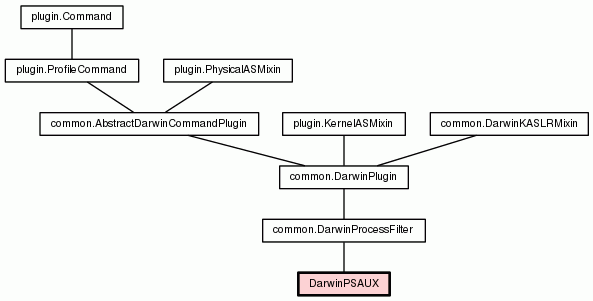 plugin.Command
plugin.ProfileCommand
plugin.PhysicalASMixin
common.AbstractDarwinCommandPlugin
plugin.KernelASMixin
common.DarwinKASLRMixin
common.DarwinPlugin
common.DarwinProcessFilter
DarwinPSAUX